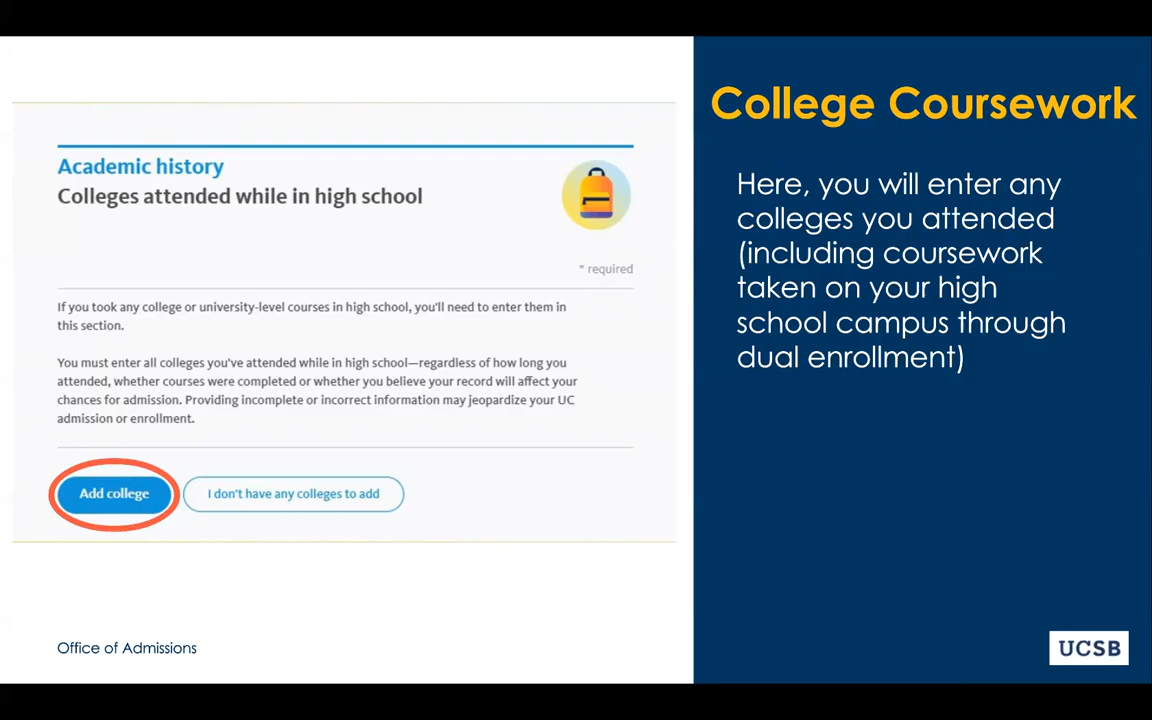 College Coursework
Academic history
Colleges attended while in high school
* required
If you took any college or university-level courses in high school, you'll need to enter them in
this section.
You must enter all colleges you've attended while in high school—regardless of how long you
attended, whether courses were completed or whether you believe your record will affect your
chances for admission. Providing incomplete or incorrect information may jeopardize your UC
admission or enrollment.
Add college
I don't have any colleges to add
Here, you will enter any
colleges you attended
(including coursework
taken on your high
school campus through
dual enrollment)
Office of Admissions
UCSB